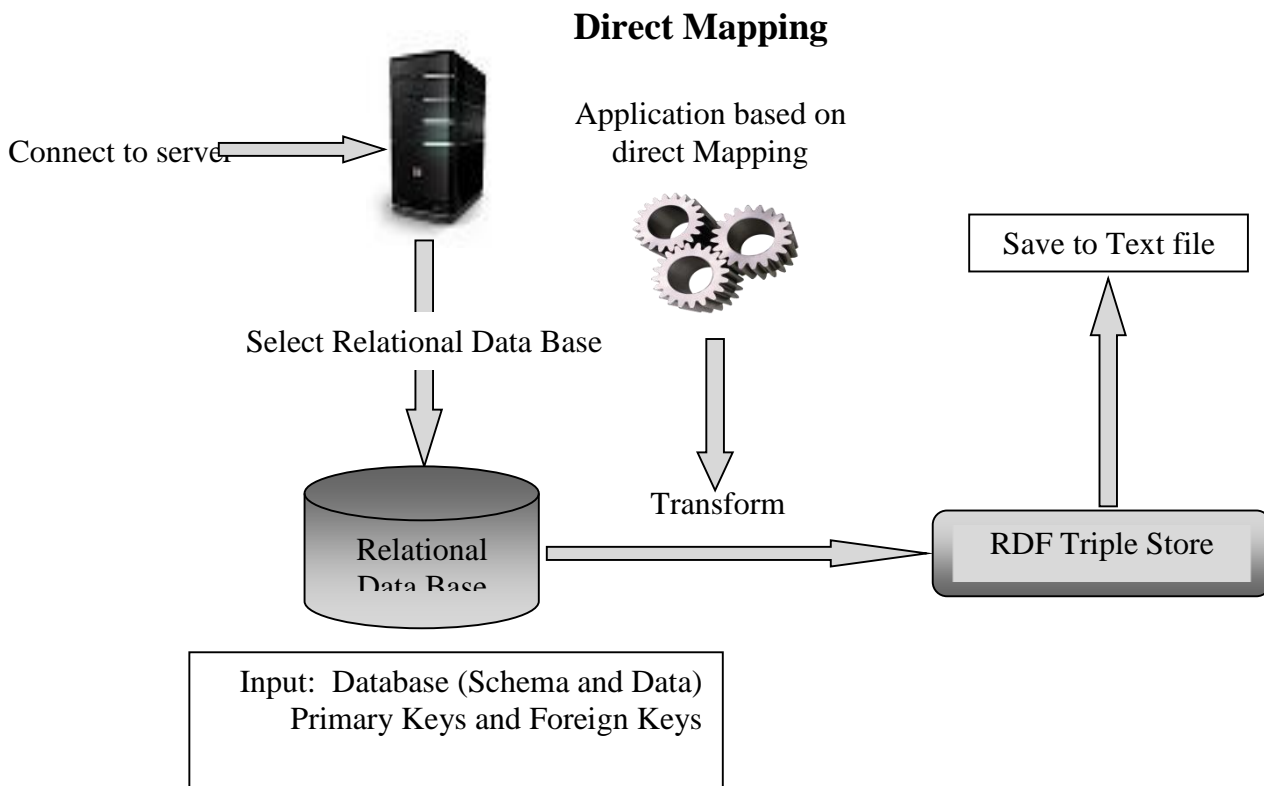 Direct Mapping
Connect to server
Application based on
direct Mapping
Save to Text file
Select Relational Data Base
Transform
Relational
Data Base
RDF Triple Store
Input: Database (Schema and Data)
Primary Keys and Foreign Keys